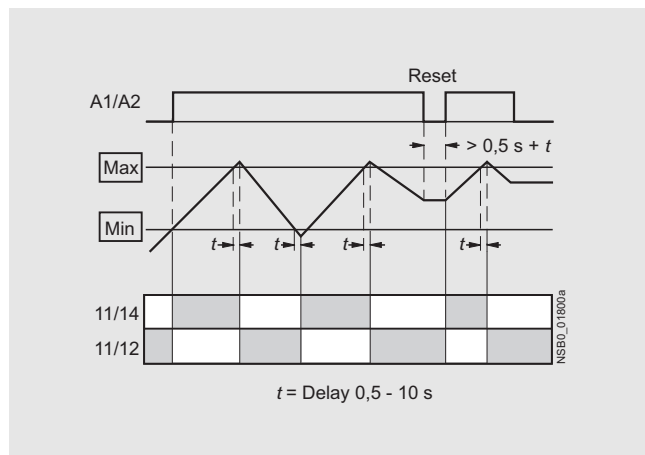 Reset
A1/A2
> 0,5 s + t
Max
Min
t t t t
11/14
11/12
NSB0_01800a
t = Delay 0,5 - 10 s